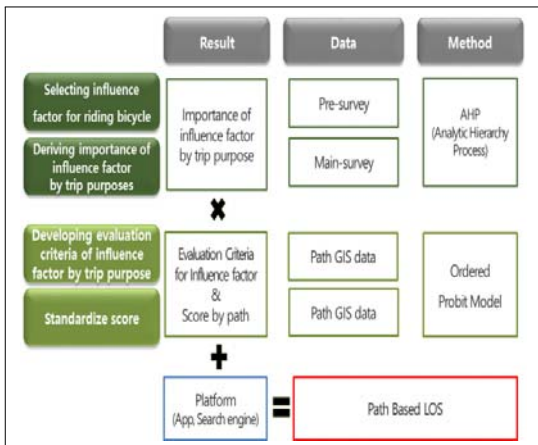 Result
Data
Method
Selecting influence
factor for riding bicycle
Deriving importance of
influence factor
by trip purposes
Importance of
influence factor
by trip purpose
Pre-survey
Main-survey
AHP
(Analytic Hierarchy
Process)
×
Developing evaluation
criteria of influence
factor by trip purpose
Standardize score
Evaluation Criteria
for Influence factor
&
Score by path
Path GIS data
Path GIS data
Ordered
Probit Model
+
Platform
(App, Search engine)
=
Path Based LOS